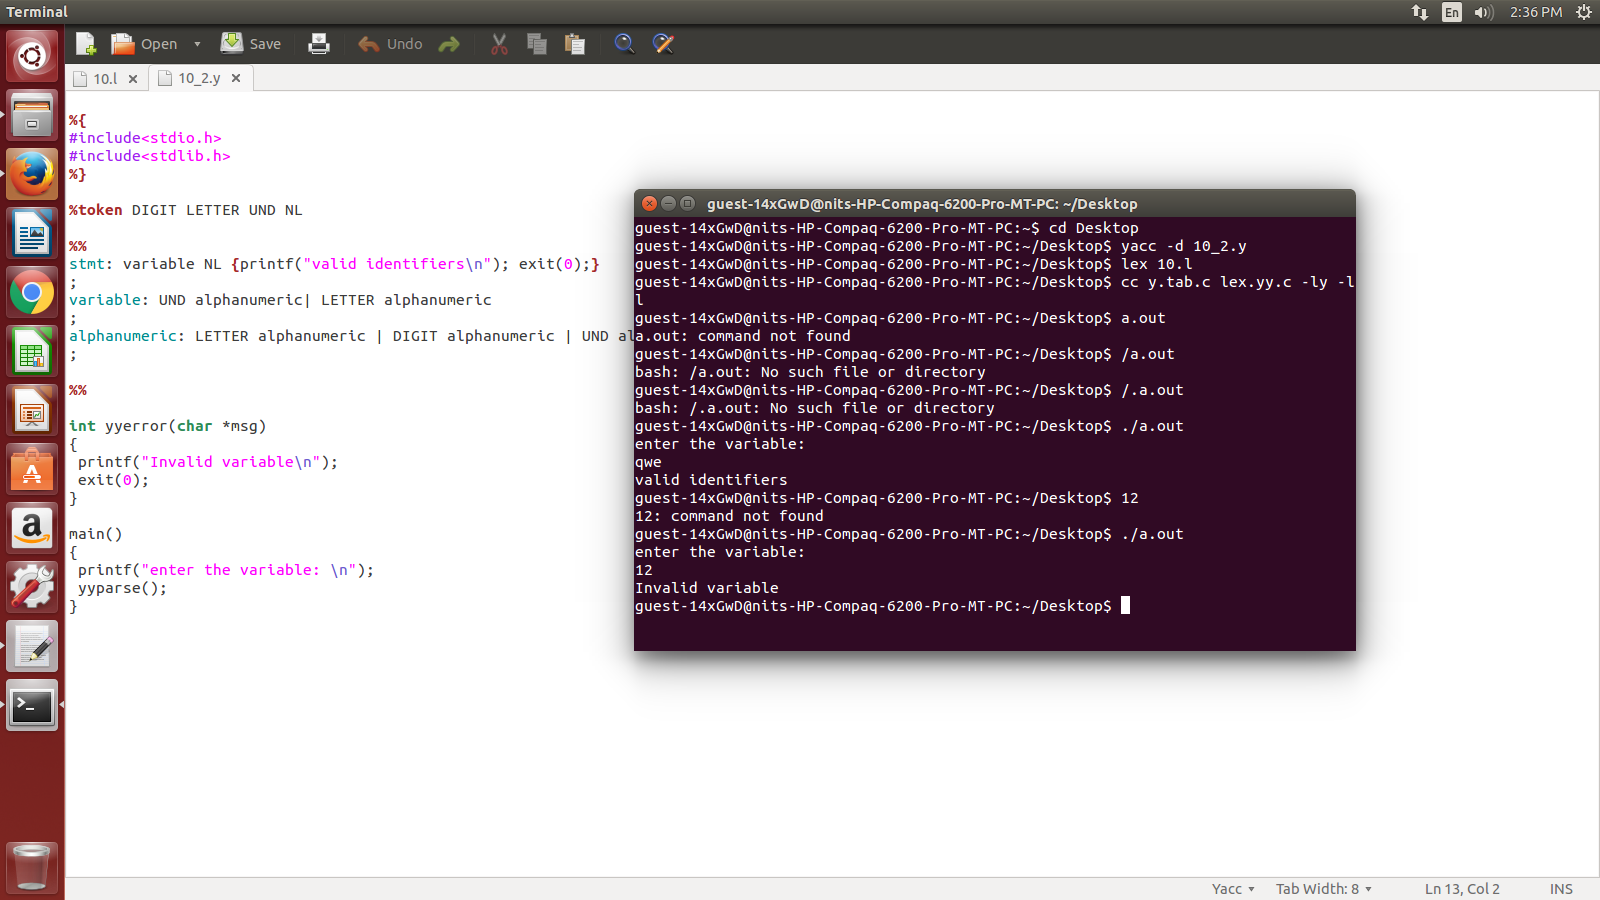 Terminal
En
2:36 PM
Open
Save
Undo
10.l
10_2.y
%{
#include<stdio.h>
#include<stdlib.h>
%}
%token DIGIT LETTER UND NL
%%
stmt: variable NL {printf("valid identifiers\n"); exit(0);}
;
variable: UND alphanumeric| LETTER alphanumeric
;
alphanumeric: LETTER alphanumeric | DIGIT alphanumeric | UND al
;
%%
int yyerror(char *msg)
{
printf("Invalid variable\n");
exit(0);
}
main()
{
printf("enter the variable: \n");
yyparse();
}
guest-14xGwD@nits-HP-Compaq-6200-Pro-MT-PC: ~/Desktop
guest-14xGwD@nits-HP-Compaq-6200-Pro-MT-PC:~$ cd Desktop
guest-14xGwD@nits-HP-Compaq-6200-Pro-MT-PC:~/Desktop$ yacc -d 10_2.y
guest-14xGwD@nits-HP-Compaq-6200-Pro-MT-PC:~/Desktop$ lex 10.l
guest-14xGwD@nits-HP-Compaq-6200-Pro-MT-PC:~/Desktop$ cc y.tab.c lex.yy.c -ly -l
l
guest-14xGwD@nits-HP-Compaq-6200-Pro-MT-PC:~/Desktop$ a.out
a.out: command not found
guest-14xGwD@nits-HP-Compaq-6200-Pro-MT-PC:~/Desktop$ /a.out
bash: /a.out: No such file or directory
guest-14xGwD@nits-HP-Compaq-6200-Pro-MT-PC:~/Desktop$ /.a.out
bash: /.a.out: No such file or directory
guest-14xGwD@nits-HP-Compaq-6200-Pro-MT-PC:~/Desktop$ ./a.out
enter the variable:
qwe
valid identifiers
guest-14xGwD@nits-HP-Compaq-6200-Pro-MT-PC:~/Desktop$ 12
12: command not found
guest-14xGwD@nits-HP-Compaq-6200-Pro-MT-PC:~/Desktop$ ./a.out
enter the variable:
12
Invalid variable
guest-14xGwD@nits-HP-Compaq-6200-Pro-MT-PC:~/Desktop$
Yacc
Tab Width: 8
Ln 13, Col 2
INS